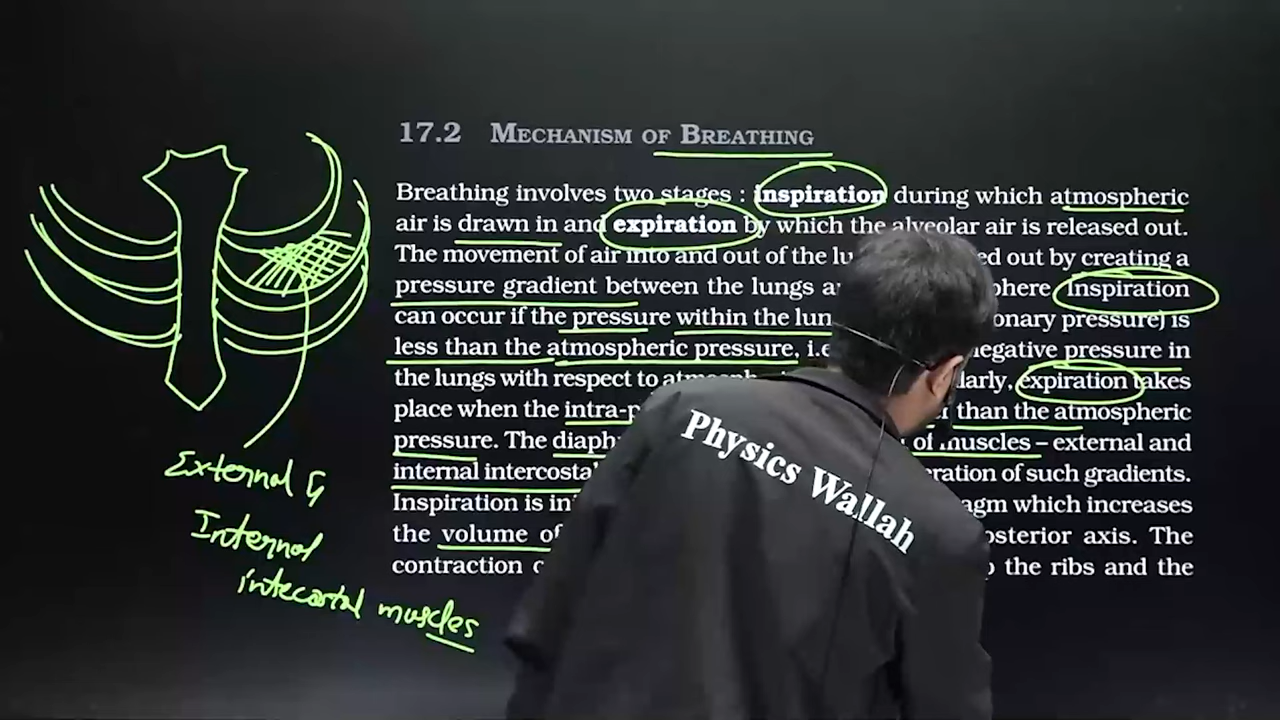 17.2 MECHANISM OF BREATHING
Breathing involves two stages : inspiration during which atmospheric
air is drawn in and expiration by which the alveolar air is released out.
The movement of air into and out of the lu ed out by creating a
pressure gradient between the lungs a phere Inspiration
can occur if the pressure within the lun onary pressure) is
less than the atmospheric pressure, i.e negative pressure in
the lungs with respect to atmosph larly, expiration takes
place when the intra-p r than the atmospheric
pressure. The diaph of muscles – external and
internal intercosta eration of such gradients.
Inspiration is in agm which increases
the volume of osterior axis. The
contraction o the ribs and the
External &
Internal
intecostal muscles
Physics Wallah